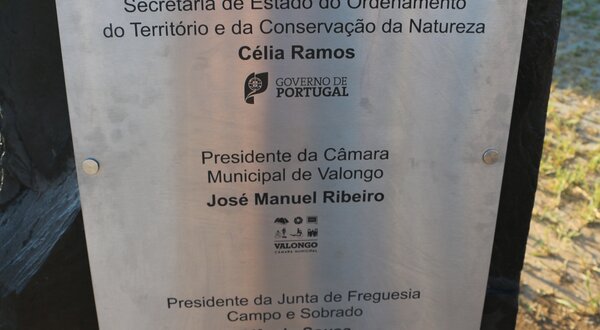 Secretária de Estado do Ordenamento
do Território e da Conservação da Natureza
Célia Ramos
GOVERNO DE
PORTUGAL
Presidente da Câmara
Municipal de Valongo
José Manuel Ribeiro
VALONGO
CÂMARA MUNICIPAL
Presidente da Junta de Freguesia
Campo e Sobrado